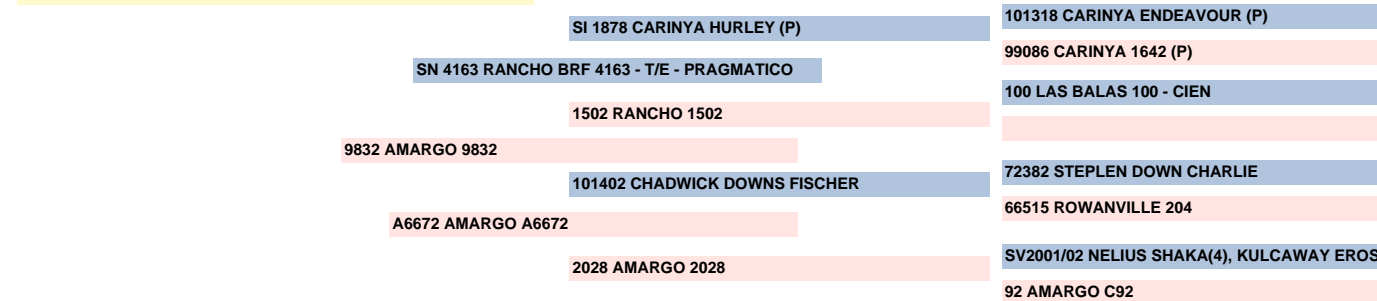 101318 CARINYA ENDEAVOUR (P)
SI 1878 CARINYA HURLEY (P)
99086 CARINYA 1642 (P)
SN 4163 RANCHO BRF 4163 - T/E - PRAGMATICO
100 LAS BALAS 100 - CIEN
1502 RANCHO 1502
9832 AMARGO 9832
72382 STEPLEN DOWN CHARLIE
101402 CHADWICK DOWNS FISCHER
66515 ROWANVILLE 204
A6672 AMARGO A6672
SV2001/02 NELIUS SHAKA(4), KULCAWAY EROS
2028 AMARGO 2028
92 AMARGO C92